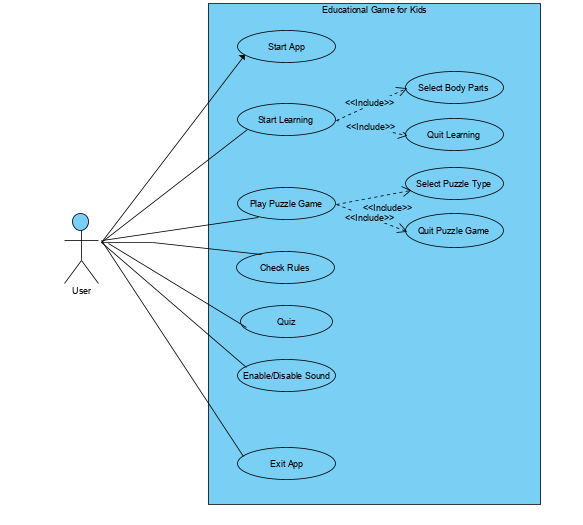 Educational Game for Kids
Start App
Select Body Parts
<<Include>>
Start Learning
<<Include>>
Quit Learning
Select Puzzle Type
Play Puzzle Game
<<Include>>
<<Include>>
Quit Puzzle Game
Check Rules
User
Quiz
Enable/Disable Sound
Exit App